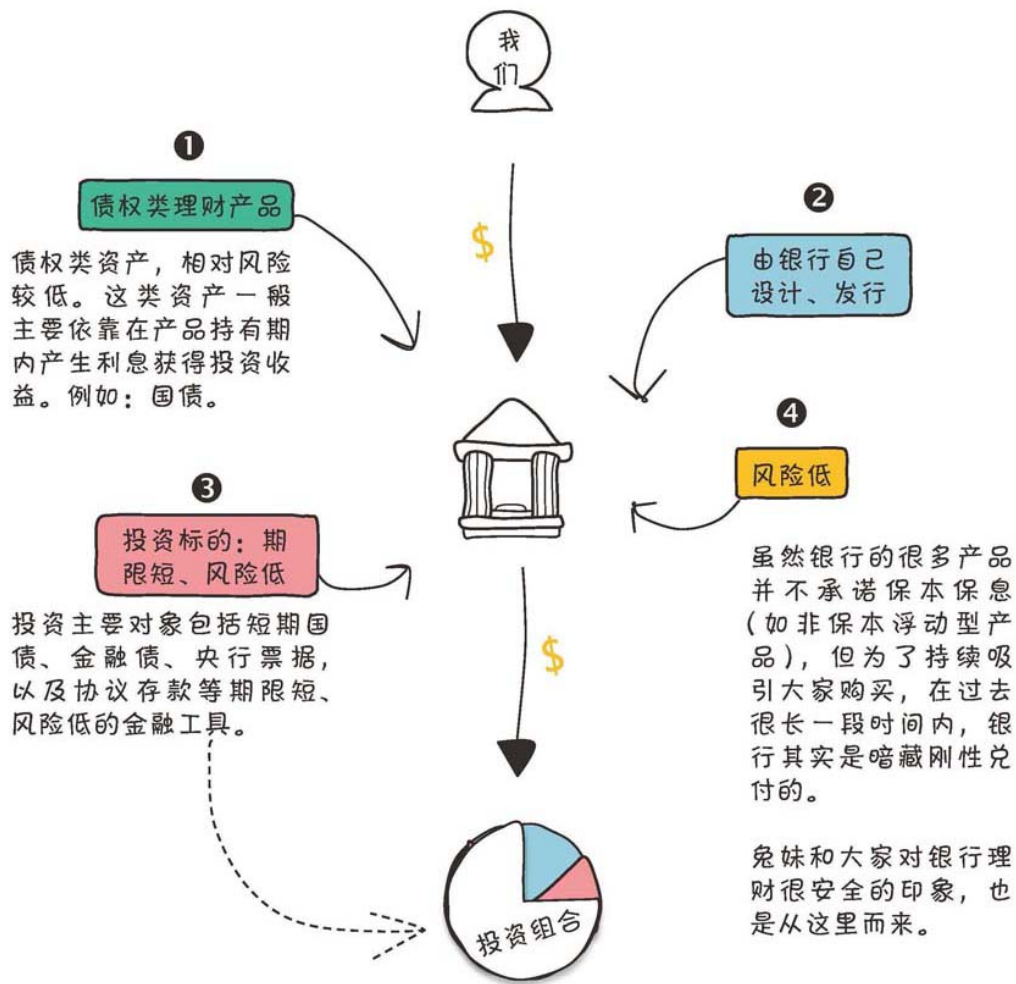 我
们
❶
债权类理财产品
债权类资产，相对风险
较低。这类资产一般
主要依靠在产品持有期
内产生利息获得投资收
益。例如：国债。
$
❷
由银行自己
设计、发行
❸
投资标的：期
限短、风险低
投资主要对象包括短期国
债、金融债、央行票据，
以及协议存款等期限短、
风险低的金融工具。
❹
风险低
虽然银行的很多产品
并不承诺保本保息
（如非保本浮动型产
品），但为了持续吸
引大家购买，在过去
很长一段时间内，银
行其实是暗藏刚性兑
付的。
兔妹和大家对银行理
财很安全的印象，也
是从这里而来。
$
投资组合